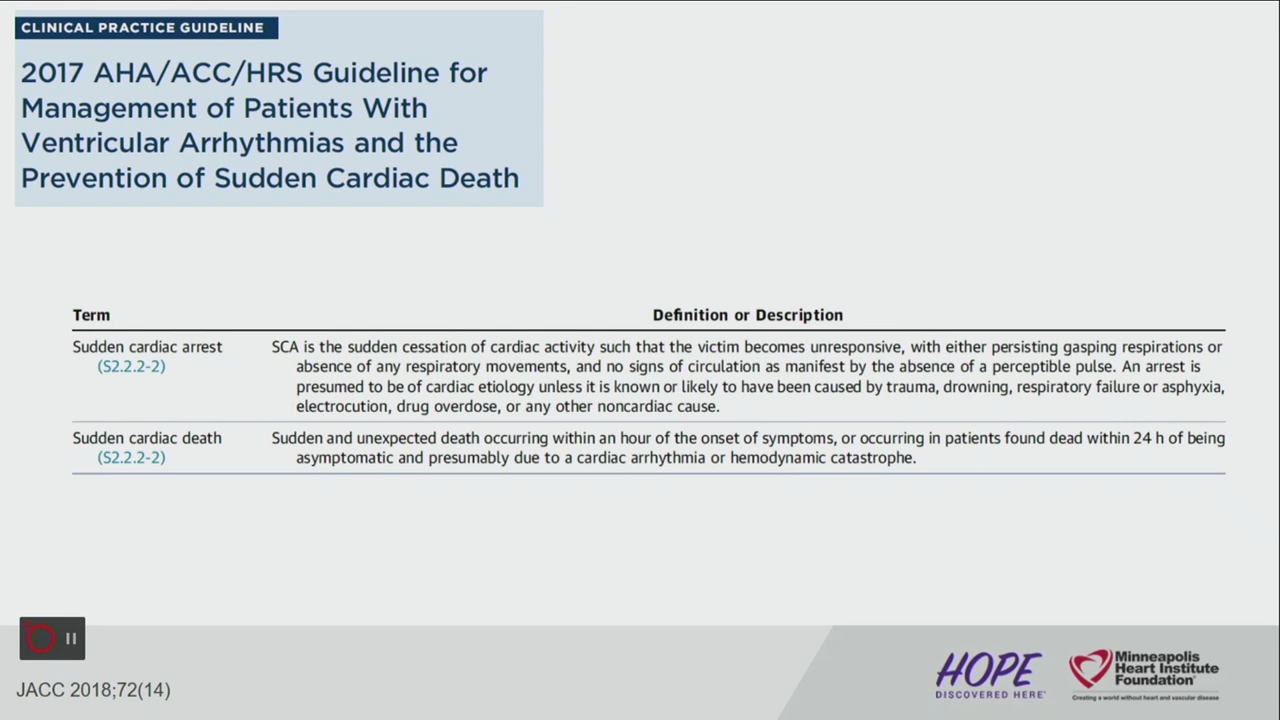 CLINICAL PRACTICE GUIDELINE
2017 AHA/ACC/HRS Guideline for
Management of Patients With
Ventricular Arrhythmias and the
Prevention of Sudden Cardiac Death
Term Definition or Description
Sudden cardiac arrest SCA is the sudden cessation of cardiac activity such that the victim becomes unresponsive, with either persisting gasping respirations or
(S2.2.2-2) absence of any respiratory movements, and no signs of circulation as manifest by the absence of a perceptible pulse. An arrest is
presumed to be of cardiac etiology unless it is known or likely to have been caused by trauma, drowning, respiratory failure or asphyxia,
electrocution, drug overdose, or any other noncardiac cause.
Sudden cardiac death Sudden and unexpected death occurring within an hour of the onset of symptoms, or occurring in patients found dead within 24 h of being
(S2.2.2-2) asymptomatic and presumably due to a cardiac arrhythmia or hemodynamic catastrophe.
JACC 2018;72(14)
HOPE
DISCOVERED HERE
Minneapolis
Heart Institute
Foundation
Creating a world without heart and vascular disease